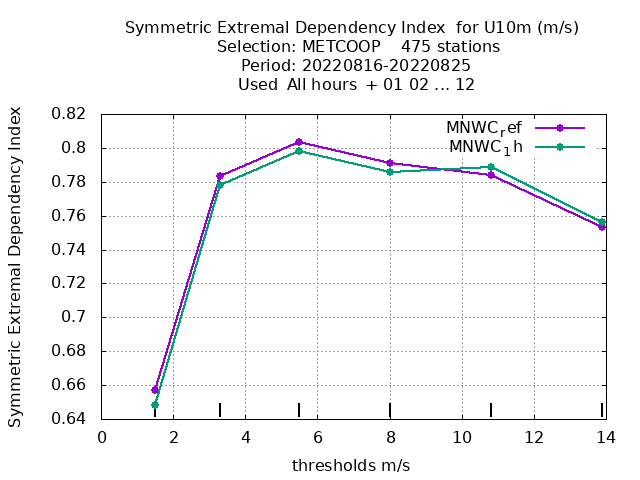 Symmetric Extremal Dependency Index for U10m (m/s)
Selection: METCOOP 475 stations
Period: 20220816-20220825
Used All hours + 01 02 ... 12
Symmetric Extremal Dependency Index
0.82
0.8
0.78
0.76
0.74
0.72
0.7
0.68
0.66
0.64
MNWCref
MNWC1h
0 2 4 6 8 10 12 14
thresholds m/s